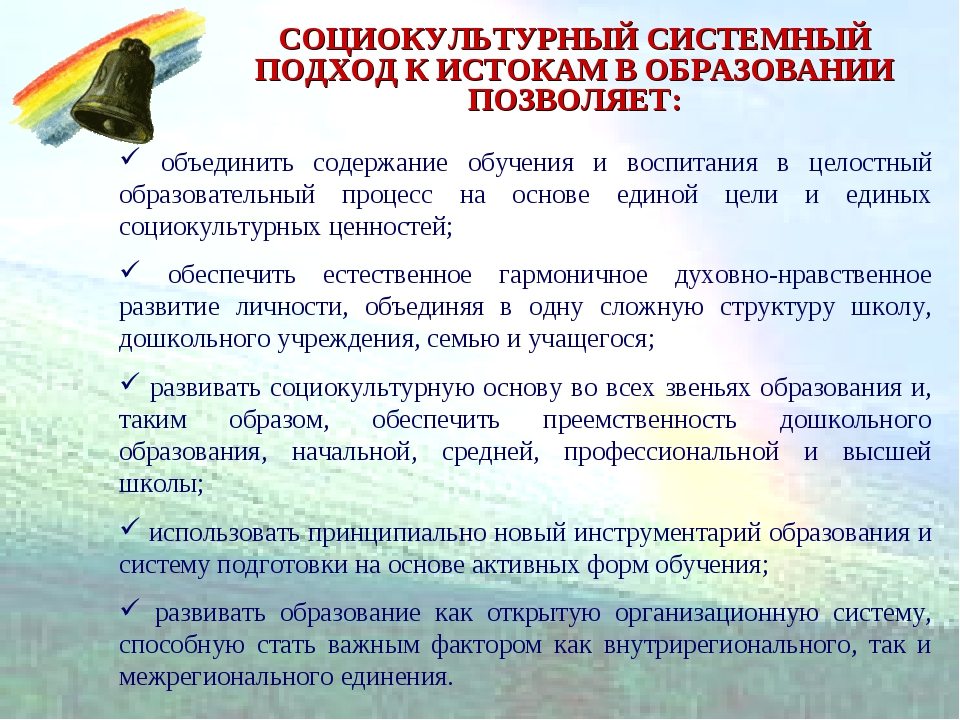 СОЦИОКУЛЬТУРНЫЙ СИСТЕМНЫЙ
ПОДХОД К ИСТОКАМ В ОБРАЗОВАНИИ
ПОЗВОЛЯЕТ:
✓ объединить содержание обучения и воспитания в целостный
образовательный процесс на основе единой цели и единых
социокультурных ценностей;
✓ обеспечить естественное гармоничное духовно-нравственное
развитие личности, объединяя в одну сложную структуру школу,
дошкольного учреждения, семью и учащегося;
✓ развивать социокультурную основу во всех звеньях образования и,
таким образом, обеспечить преемственность дошкольного
образования, начальной, средней, профессиональной и высшей
школы;
✓ использовать принципиально новый инструментарий образования и
систему подготовки на основе активных форм обучения;
✓ развивать образование как открытую организационную систему,
способную стать важным фактором как внутрирегионального, так и
межрегионального единения.